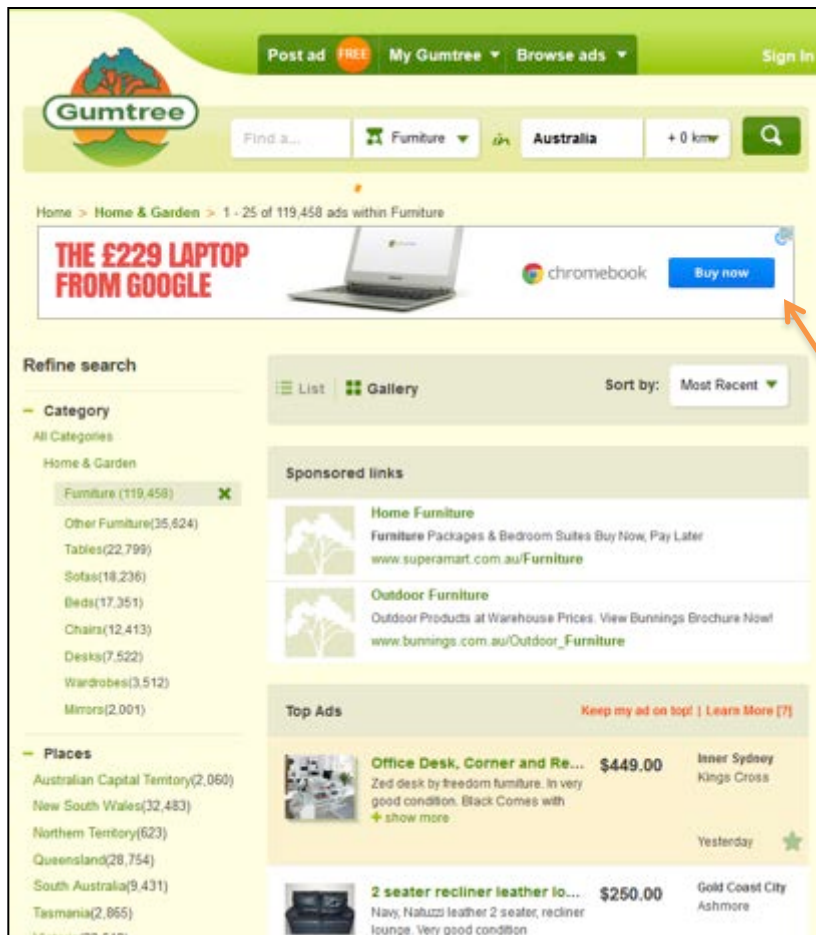 Post ad FREE My Gumtree Browse ads Sign In
Gumtree
Find a... Furniture in Australia + 0 km
Home > Home & Garden > 1 - 25 of 119,458 ads within Furniture
THE £229 LAPTOP
FROM GOOGLE
chromebook
Buy now
Refine search
List Gallery Sort by: Most Recent
– Category
All Categories
Home & Garden
Furniture (119,458)
Other Furniture(35,624)
Tables(22,799)
Sofas(18,236)
Beds(17,351)
Chairs(12,413)
Desks(7,522)
Wardrobes(3,512)
Mirrors(2,001)
– Places
Australian Capital Territory(2,060)
New South Wales(32,483)
Northern Territory(623)
Queensland(28,754)
South Australia(9,431)
Tasmania(2,865)
Sponsored links
Home Furniture
Furniture Packages & Bedroom Suites Buy Now, Pay Later
www.superamart.com.au/Furniture
Outdoor Furniture
Outdoor Products at Warehouse Prices. View Bunnings Brochure Now!
www.bunnings.com.au/Outdoor_Furniture
Top Ads Keep my ad on top! | Learn More [?]
Office Desk, Corner and Re... $449.00 Inner Sydney
Zed desk by freedom furniture. In very Kings Cross
good condition. Black Comes with
+ show more
Yesterday
2 seater recliner leather lo... $250.00 Gold Coast City
Navy, Natuzzi leather 2 seater, recliner Ashmore
lounge. Very good condition